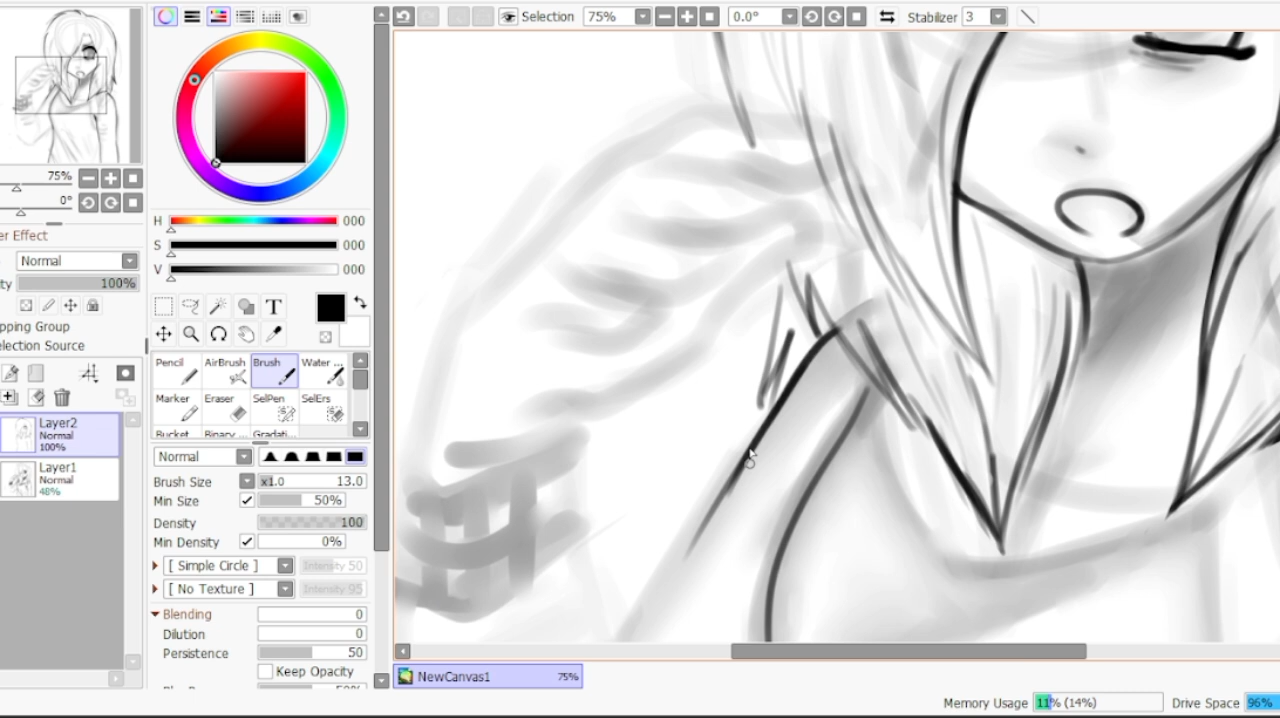 Selection 75% 0.0° Stabilizer 3
75%
0°
er Effect
Normal
ty 100%
pping Group
election Source
Layer2
Normal
100%
Layer1
Normal
48%
H 000
S 000
V 000
T
Pencil AirBrush Brush Water ...
Marker Eraser SelPen SelErs
Bucket Binary ... Gradati...
Normal
Brush Size x1.0 13.0
Min Size 50%
Density 100
Min Density 0%
[ Simple Circle ] Intensity 50
[ No Texture ] Intensity 95
Blending 0
Dilution 0
Persistence 50
Keep Opacity
NewCanvas1 75%
Memory Usage 11% (14%) Drive Space 96%